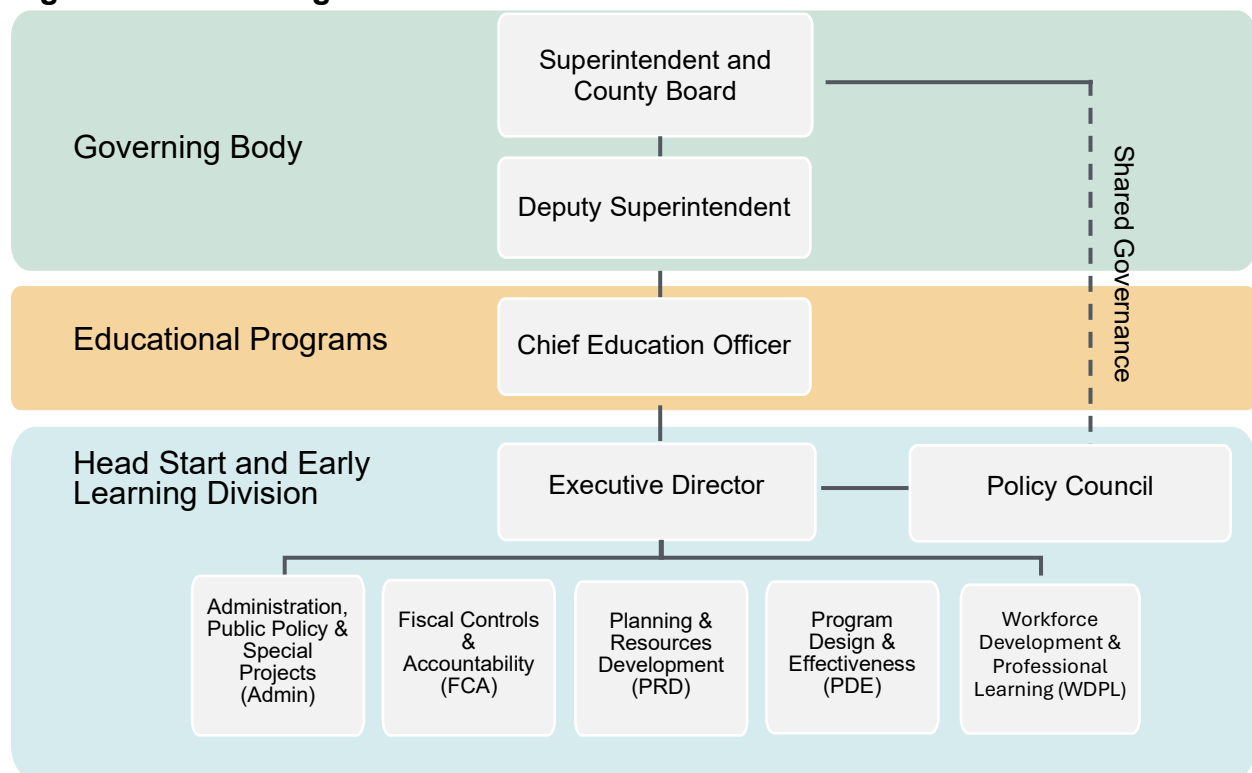 Superintendent and
County Board
Governing Body
Deputy Superintendent
Shared Governance
Educational Programs
Chief Education Officer
Head Start and Early
Learning Division
Executive Director
Policy Council
Administration,
Public Policy &
Special
Projects
(Admin)
Fiscal Controls
&
Accountability
(FCA)
Planning &
Resources
Development
(PRD)
Program
Design &
Effectiveness
(PDE)
Workforce
Development &
Professional
Learning (WDPL)